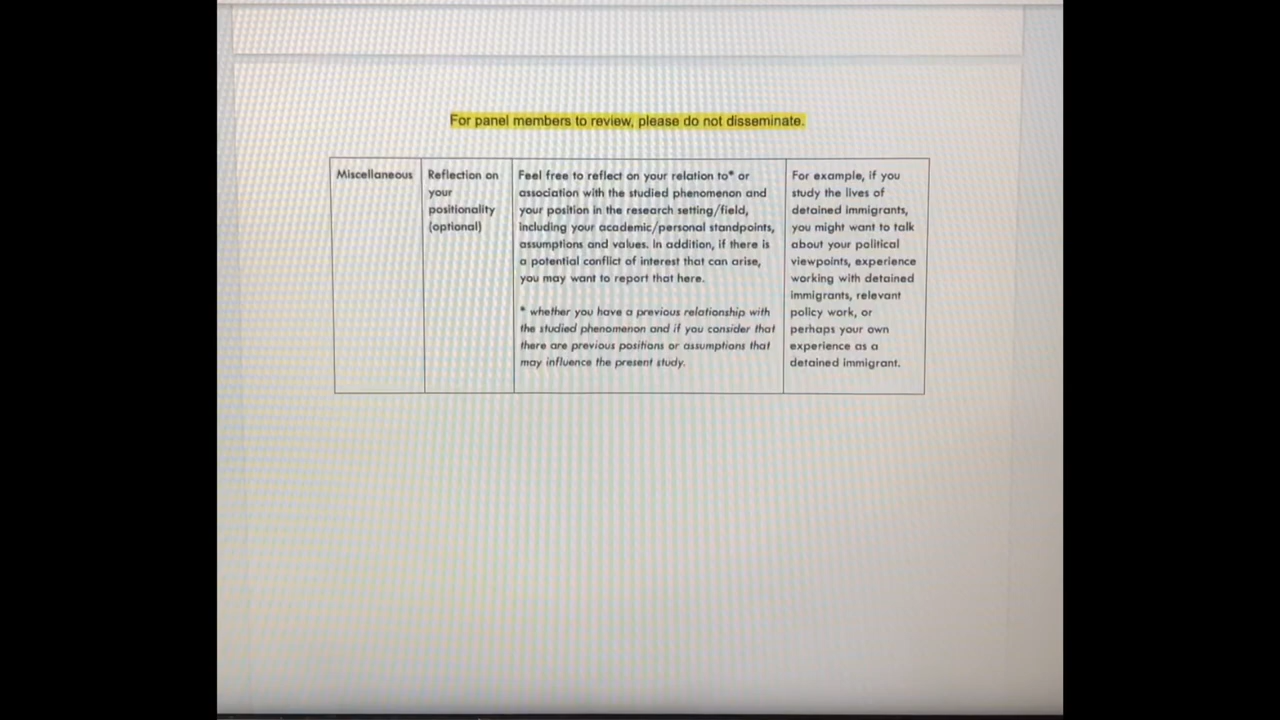 For panel members to review, please do not disseminate.
Miscellaneous
Reflection on
your
positionality
(optional)
Feel free to reflect on your relation to* or
association with the studied phenomenon and
your position in the research setting/field,
including your academic/personal standpoints,
assumptions and values. In addition, if there is
a potential conflict of interest that can arise,
you may want to report that here.
* whether you have a previous relationship with
the studied phenomenon and if you consider that
there are previous positions or assumptions that
may influence the present study.
For example, if you
study the lives of
detained immigrants,
you might want to talk
about your political
viewpoints, experience
working with detained
immigrants, relevant
policy work, or
perhaps your own
experience as a
detained immigrant.